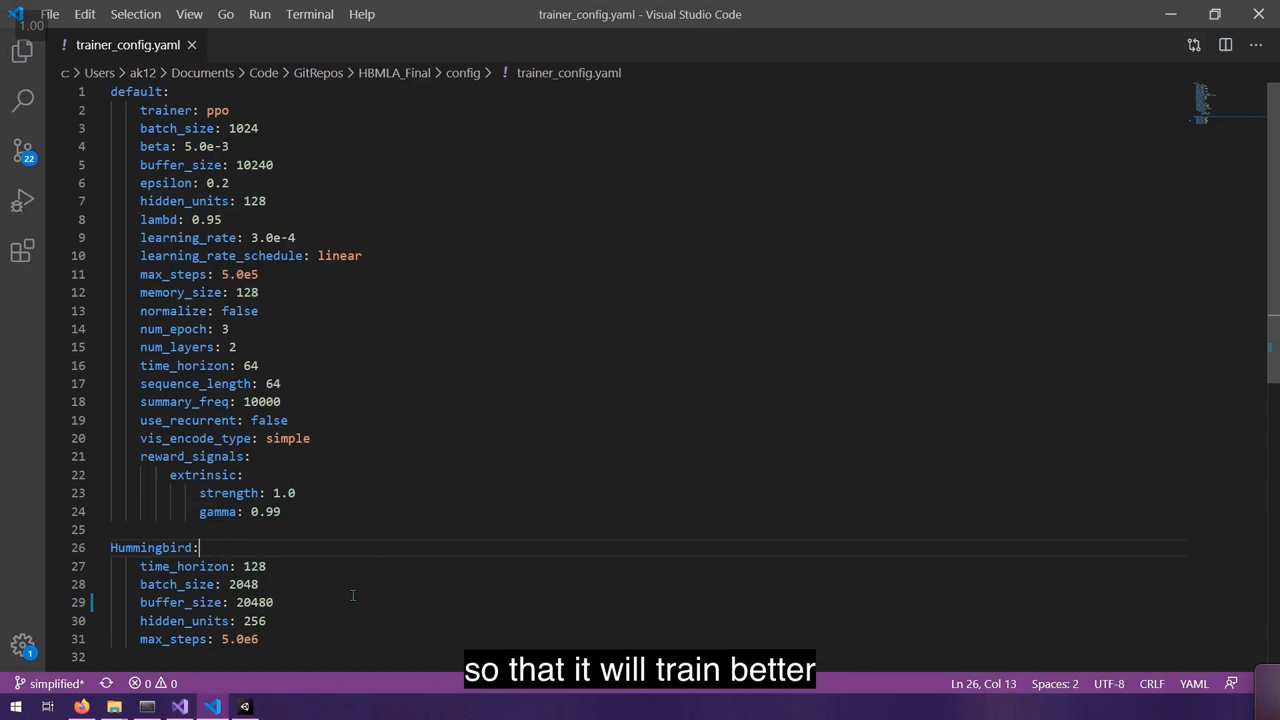 File Edit Selection View Go Run Terminal Help trainer_config.yaml - Visual Studio Code
1.00
! trainer_config.yaml
c: > Users > ak12 > Documents > Code > GitRepos > HBMLA_Final > config > ! trainer_config.yaml
1 default:
2 trainer: ppo
3 batch_size: 1024
4 beta: 5.0e-3
5 buffer_size: 10240
6 epsilon: 0.2
7 hidden_units: 128
8 lambd: 0.95
9 learning_rate: 3.0e-4
10 learning_rate_schedule: linear
11 max_steps: 5.0e5
12 memory_size: 128
13 normalize: false
14 num_epoch: 3
15 num_layers: 2
16 time_horizon: 64
17 sequence_length: 64
18 summary_freq: 10000
19 use_recurrent: false
20 vis_encode_type: simple
21 reward_signals:
22 extrinsic:
23 strength: 1.0
24 gamma: 0.99
25
26 Hummingbird:
27 time_horizon: 128
28 batch_size: 2048
29 buffer_size: 20480
30 hidden_units: 256
31 max_steps: 5.0e6
32
22
1
so that it will train better
simplified* 0 0 Ln 26, Col 13 Spaces: 2 UTF-8 CRLF YAML